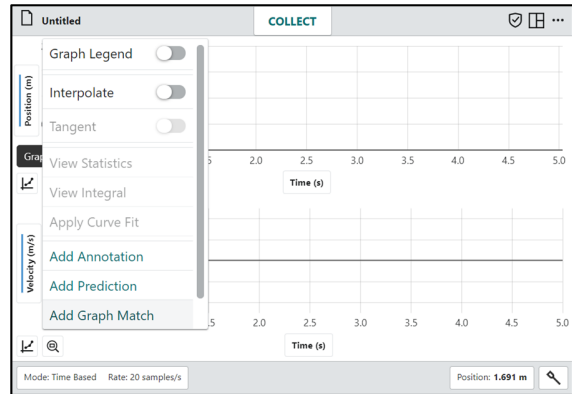 Untitled
COLLECT
Graph Legend
Interpolate
Tangent
View Statistics
View Integral
Apply Curve Fit
Add Annotation
Add Prediction
Add Graph Match
Position (m)
2.0 2.5 3.0 3.5 4.0 4.5 5.0
Time (s)
Velocity (m/s)
2.0 2.5 3.0 3.5 4.0 4.5 5.0
Time (s)
Mode: Time Based Rate: 20 samples/s
Position: 1.691 m